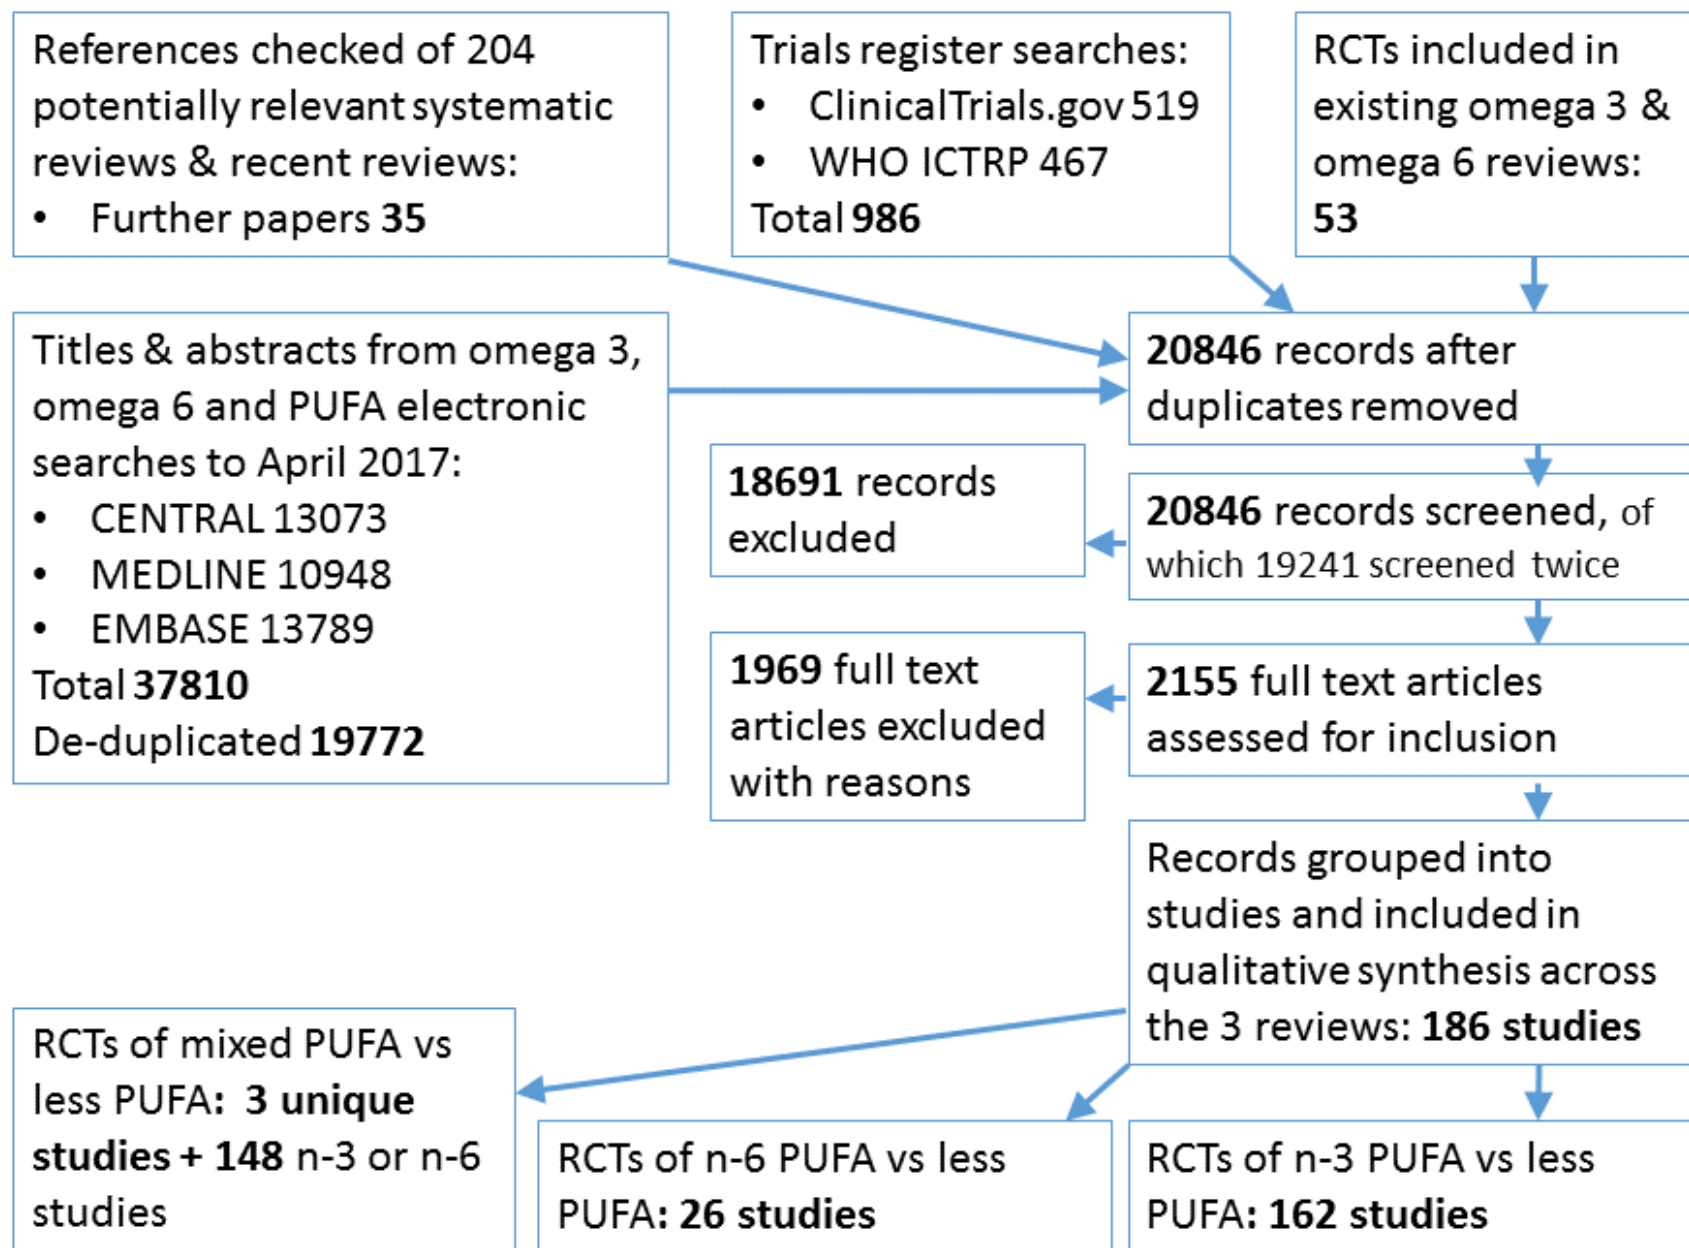 References checked of 204
potentially relevant systematic
reviews & recent reviews:
• Further papers 35
Trials register searches:
• ClinicalTrials.gov 519
• WHO ICTRP 467
Total 986
RCTs included in
existing omega 3 &
omega 6 reviews:
53
Titles & abstracts from omega 3,
omega 6 and PUFA electronic
searches to April 2017:
• CENTRAL 13073
• MEDLINE 10948
• EMBASE 13789
Total 37810
De-duplicated 19772
20846 records after
duplicates removed
18691 records
excluded
20846 records screened, of
which 19241 screened twice
1969 full text
articles excluded
with reasons
2155 full text articles
assessed for inclusion
Records grouped into
studies and included in
qualitative synthesis across
the 3 reviews: 186 studies
RCTs of mixed PUFA vs
less PUFA: 3 unique
studies + 148 n-3 or n-6
studies
RCTs of n-6 PUFA vs less
PUFA: 26 studies
RCTs of n-3 PUFA vs less
PUFA: 162 studies